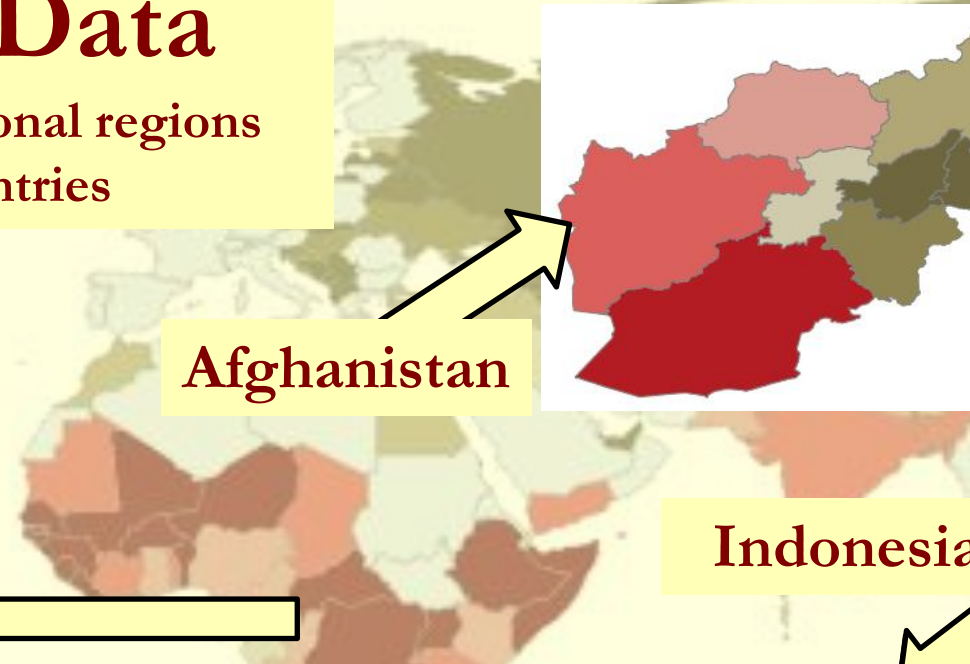 Data
onal regions
ntries
Afghanistan
Indonesia